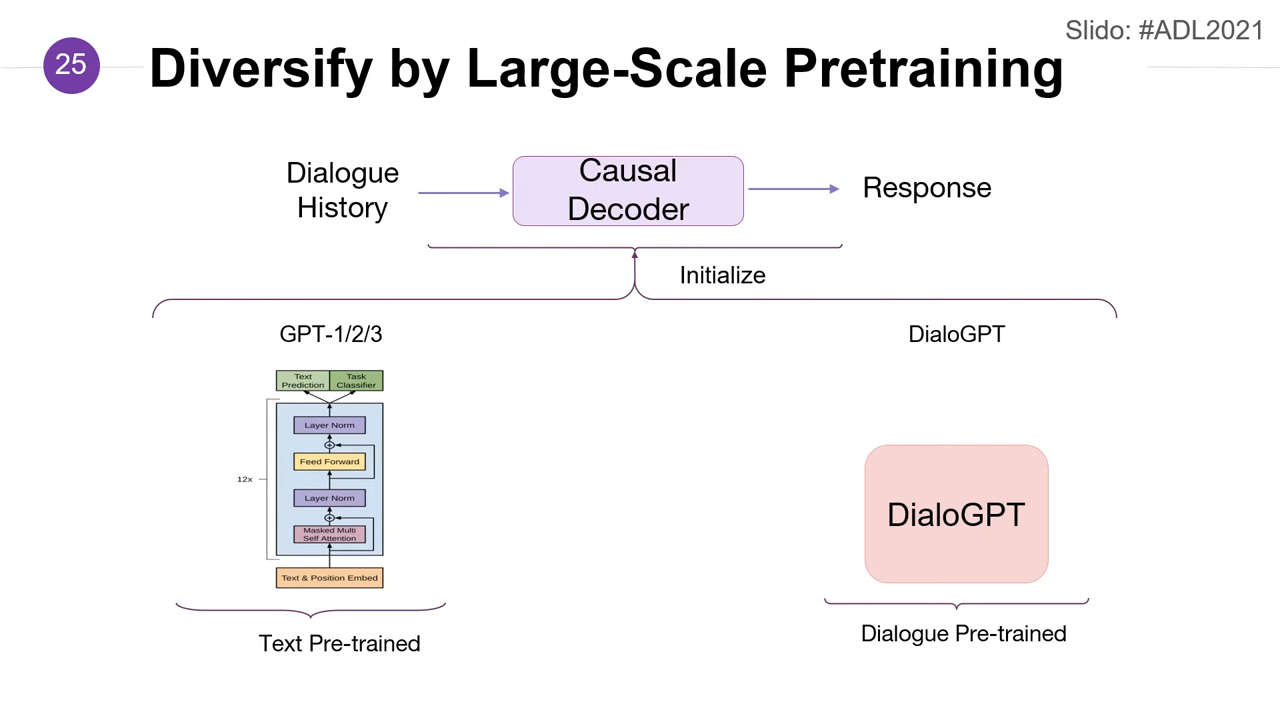 Slido: #ADL2021
25
Diversify by Large-Scale Pretraining
Dialogue
History
Causal
Decoder
Response
Initialize
GPT-1/2/3
DialoGPT
Text
Prediction
Task
Classifier
Layer Norm
Feed Forward
12x
Layer Norm
Masked Multi
Self Attention
Text & Position Embed
DialoGPT
Text Pre-trained
Dialogue Pre-trained